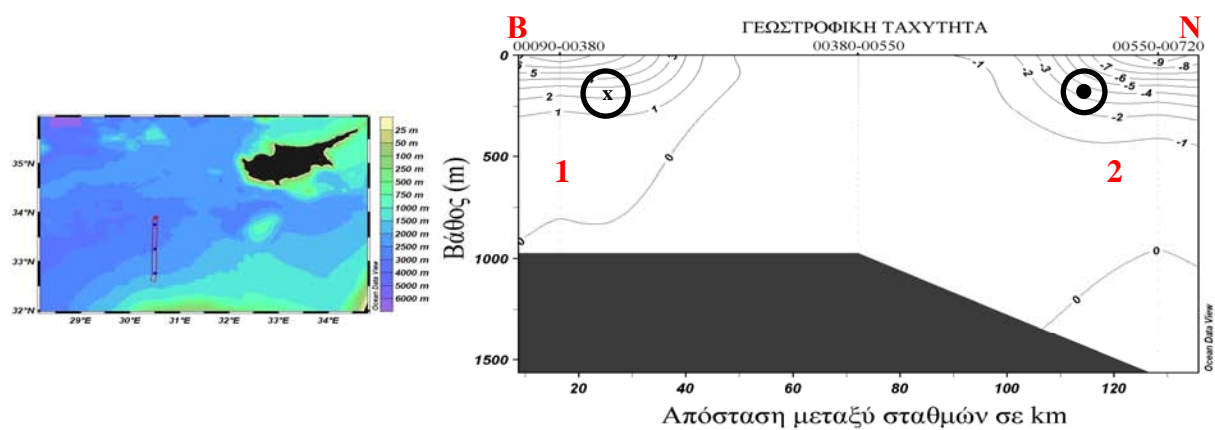 B ΓΕΩΣΤΡΟΦΙΚΗ ΤΑΧΥΤΗΤΑ N
00090-00380 00380-00550 00550-00720
0
500
1000
1500
Βάθος (m)
5
2
1
1
0
0
0
0
-1
-2
-3
-7
-9
-8
-6
-5
-4
-2
-1
x
1
2
20 40 60 80 100 120
Απόσταση μεταξύ σταθμών σε km
Ocean Data View
35°N
34°N
33°N
32°N
29°E 30°E 31°E 32°E 33°E 34°E
25 m
50 m
100 m
250 m
500 m
750 m
1000 m
1500 m
2000 m
2500 m
3000 m
4000 m
5000 m
6000 m
Ocean Data View